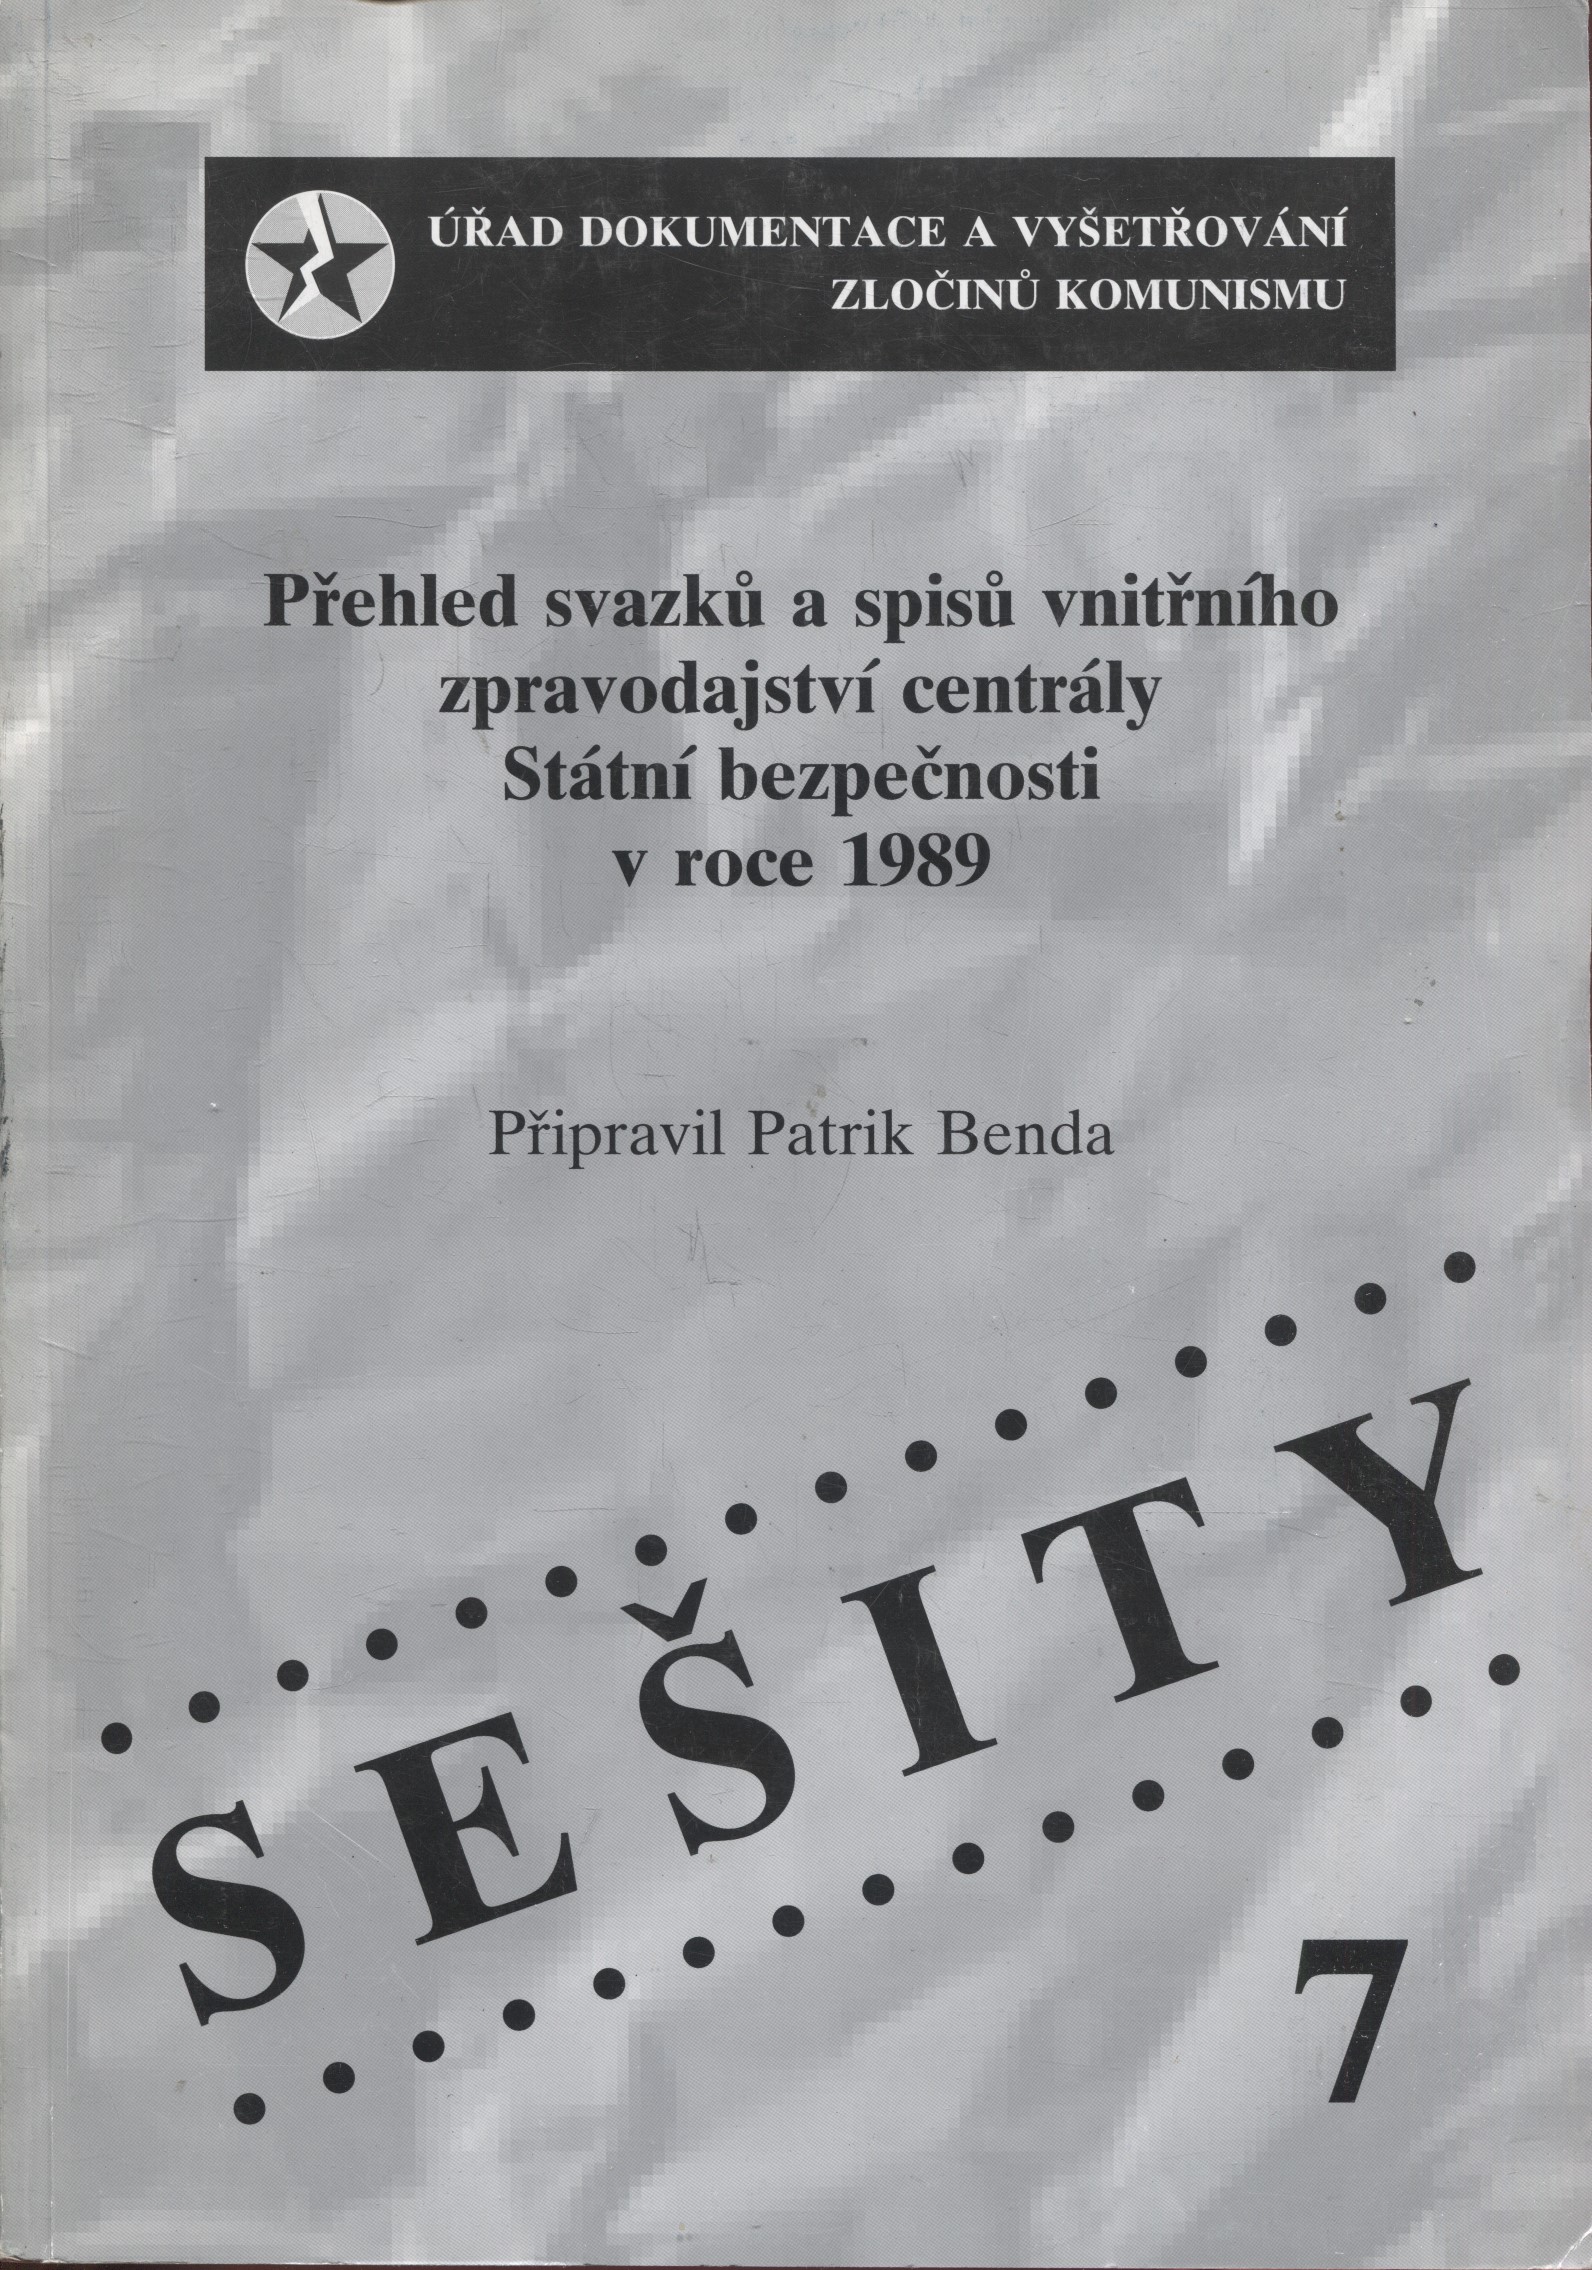 ÚŘAD DOKUMENTACE A VYŠETŘOVÁNÍ
ZLOČINŮ KOMUNISMU
Přehled svazků a spisů vnitřního
zpravodajství centrály
Státní bezpečnosti
v roce 1989
Připravil Patrik Benda
SEŠITY
7